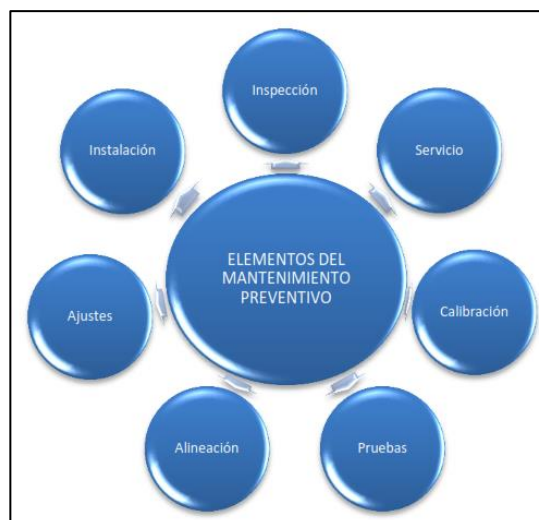 Inspección
Instalación
Servicio
ELEMENTOS DEL
MANTENIMIENTO
PREVENTIVO
Ajustes
Calibración
Alineación
Pruebas